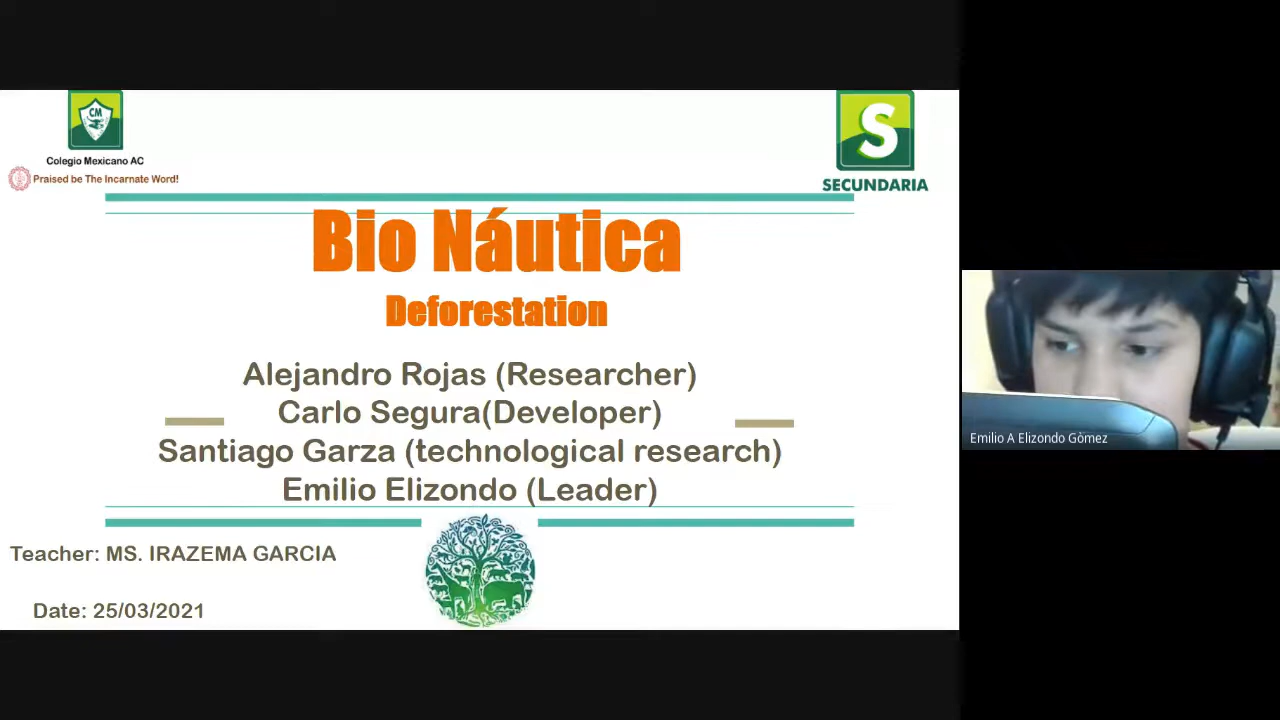 CM
Colegio Mexicano AC
Praised be The Incarnate Word!
S
SECUNDARIA
Bio Náutica
Deforestation
Alejandro Rojas (Researcher)
Carlo Segura(Developer)
Santiago Garza (technological research)
Emilio Elizondo (Leader)
Teacher: MS. IRAZEMA GARCIA
Date: 25/03/2021
Emilio A Elizondo Gòmez